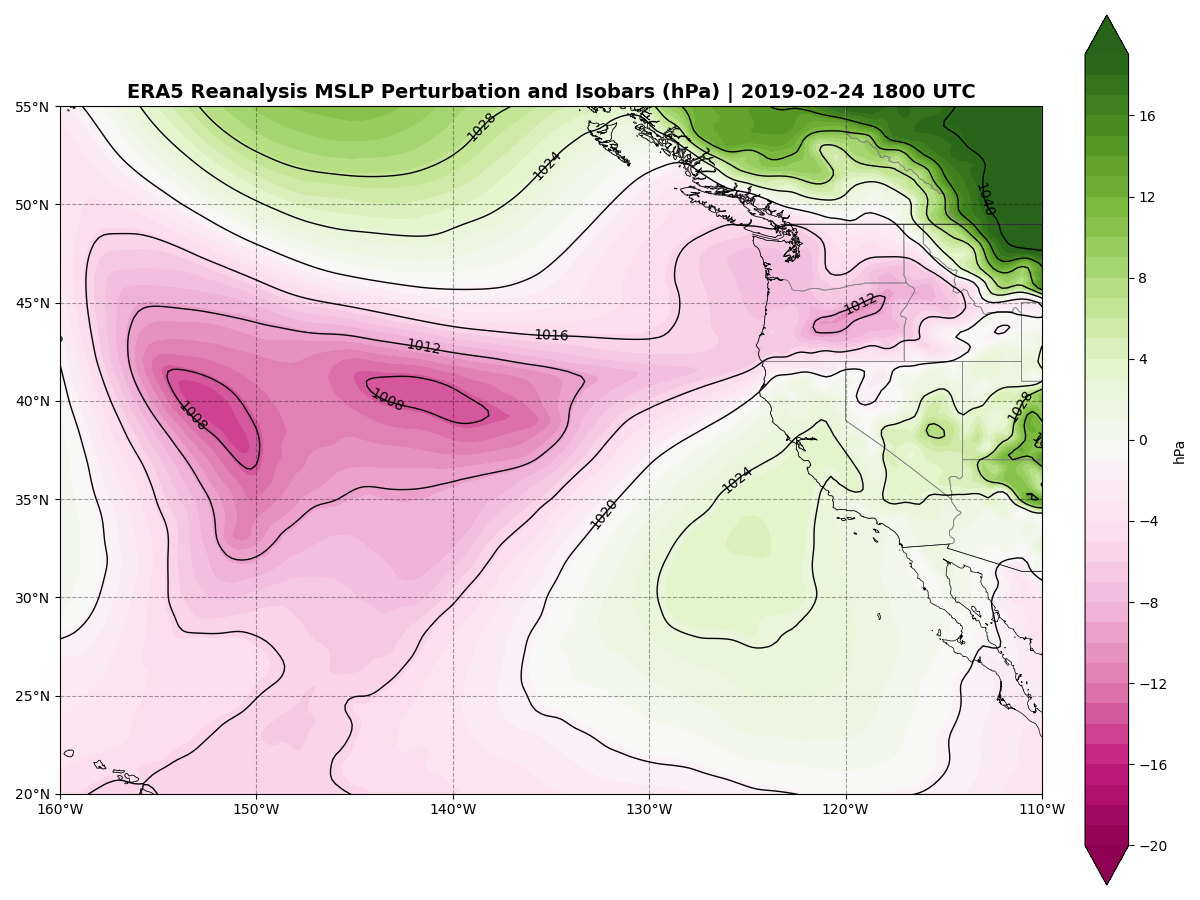 ERA5 Reanalysis MSLP Perturbation and Isobars (hPa) | 2019-02-24 1800 UTC
55°N
50°N
45°N
40°N
35°N
30°N
25°N
20°N
160°W
150°W
140°W
130°W
120°W
110°W
1028
1024
1040
1012
1016
1012
1008
1008
1028
1024
1020
16
12
8
4
0
−4
−8
−12
−16
−20
hPa